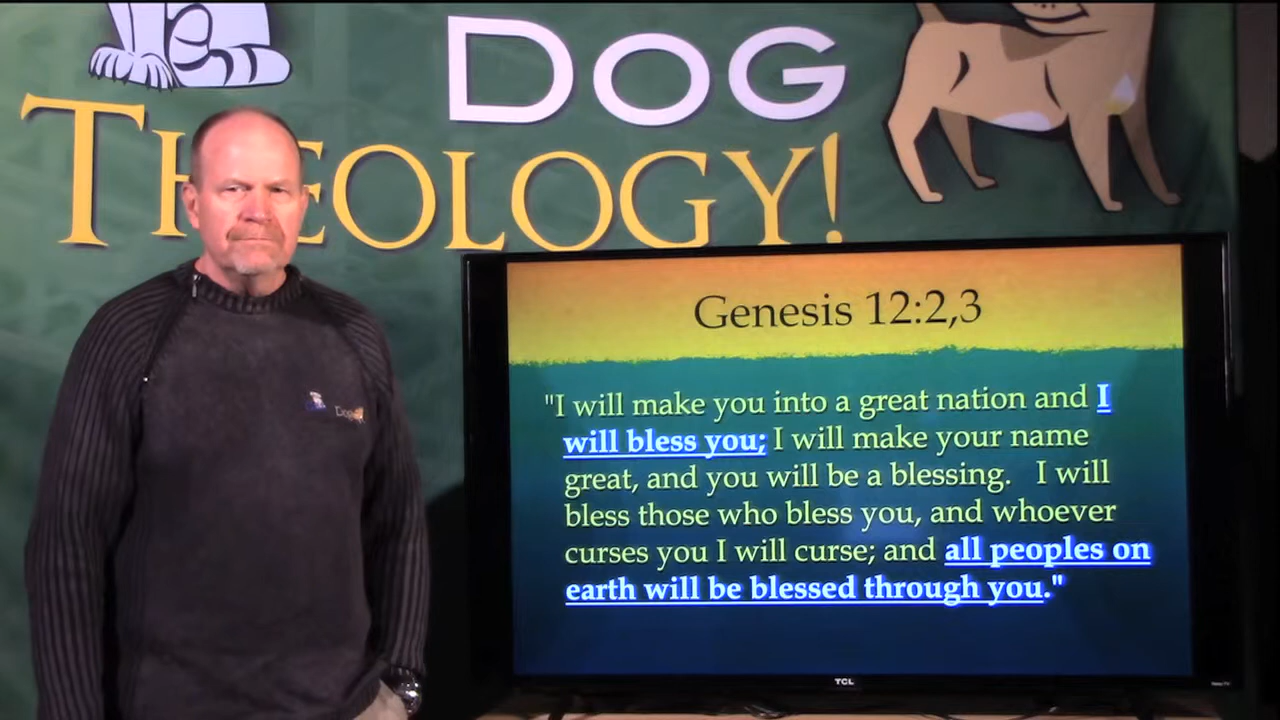 DOG
THEOLOGY!
Genesis 12:2,3
"I will make you into a great nation and I
will bless you; I will make your name
great, and you will be a blessing. I will
bless those who bless you, and whoever
curses you I will curse; and all peoples on
earth will be blessed through you."
Dog
TCL